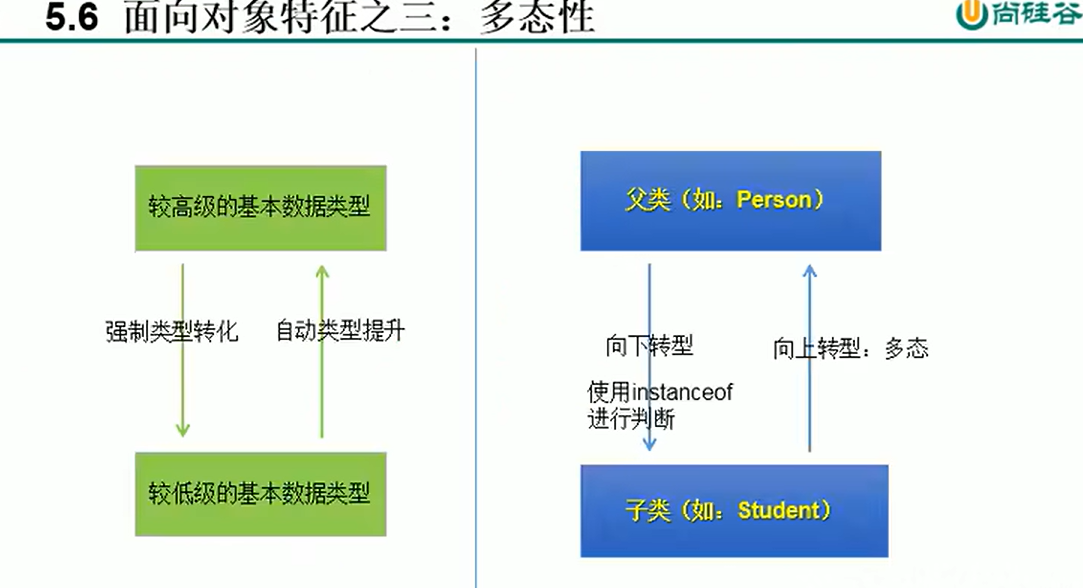 5.6 面向对象特征之三：多态性
尚硅谷
较高级的基本数据类型
强制类型转化
自动类型提升
较低级的基本数据类型
父类（如：Person）
向下转型
使用instanceof
进行判断
向上转型：多态
子类（如：Student）